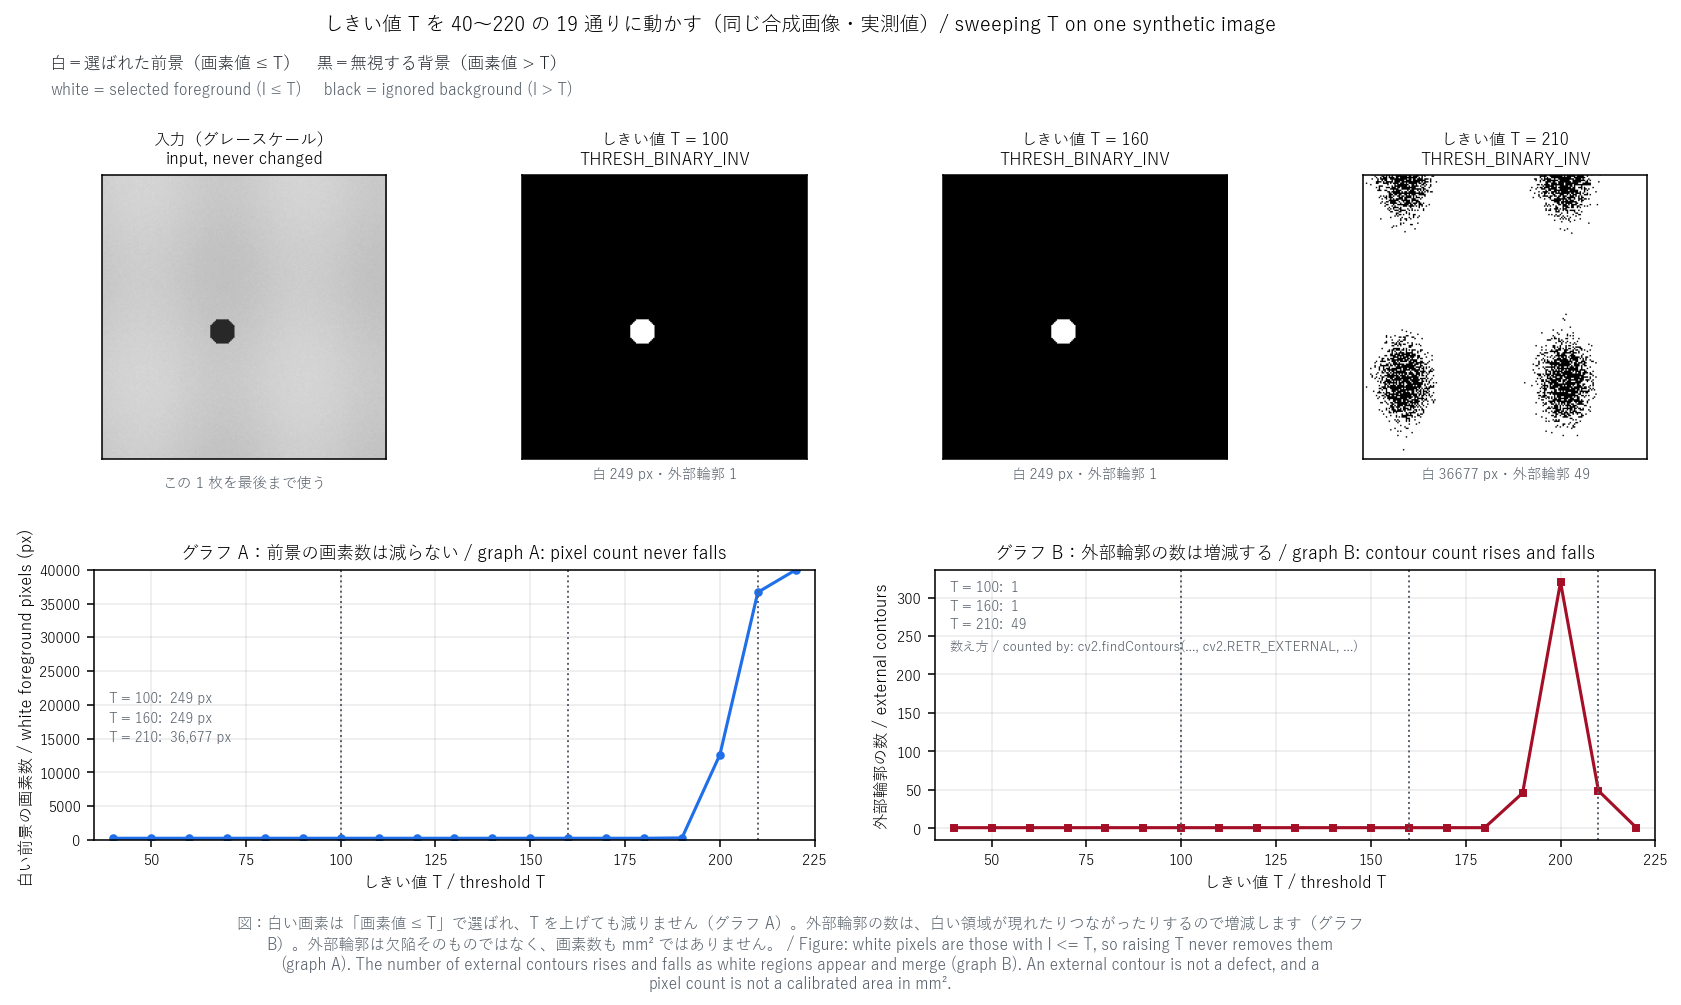 しきい値 T を 40〜220 の 19 通りに動かす（同じ合成画像・実測値）/ sweeping T on one synthetic image
白＝選ばれた前景（画素値 ≤ T）　黒＝無視する背景（画素値 > T）
white = selected foreground (I ≤ T)　black = ignored background (I > T)
入力（グレースケール）
input, never changed
この 1 枚を最後まで使う
しきい値 T = 100
THRESH_BINARY_INV
白 249 px・外部輪郭 1
しきい値 T = 160
THRESH_BINARY_INV
白 249 px・外部輪郭 1
しきい値 T = 210
THRESH_BINARY_INV
白 36677 px・外部輪郭 49
グラフ A：前景の画素数は減らない / graph A: pixel count never falls
白い前景の画素数 / white foreground pixels (px)
40000
35000
30000
25000
20000
15000
10000
5000
0
T = 100: 249 px
T = 160: 249 px
T = 210: 36,677 px
50 75 100 125 150 175 200 225
しきい値 T / threshold T
グラフ B：外部輪郭の数は増減する / graph B: contour count rises and falls
外部輪郭の数 / external contours
300
250
200
150
100
50
0
T = 100: 1
T = 160: 1
T = 210: 49
数え方 / counted by: cv2.findContours(..., cv2.RETR_EXTERNAL, ...)
50 75 100 125 150 175 200 225
しきい値 T / threshold T
図：白い画素は「画素値 ≤ T」で選ばれ、T を上げても減りません（グラフ A）。外部輪郭の数は、白い領域が現れたりつながったりするので増減します（グラフ
B）。外部輪郭は欠陥そのものではなく、画素数も mm² ではありません。 / Figure: white pixels are those with I <= T, so raising T never removes them
(graph A). The number of external contours rises and falls as white regions appear and merge (graph B). An external contour is not a defect, and a
pixel count is not a calibrated area in mm².